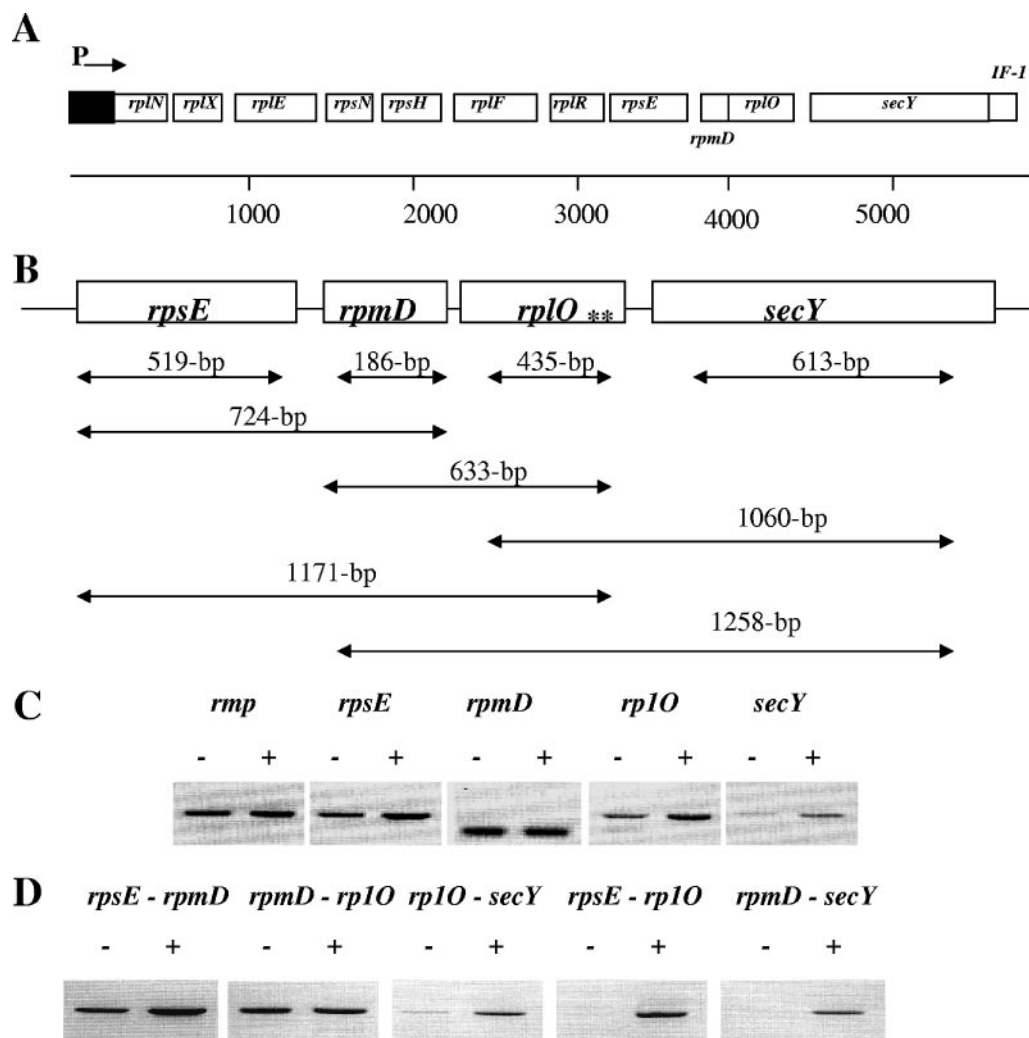 A
P
IF-1
rplN rplX rplE rpsN rpsH rplF rplR rpsE rplO secY
rpmD
1000 2000 3000 4000 5000
B
rpsE rpmD rplO ** secY
519-bp 186-bp 435-bp 613-bp
724-bp
633-bp
1060-bp
1171-bp
1258-bp
C
rmp rpsE rpmD rp1O secY
- + - + - + - + - +
D
rpsE - rpmD rpmD - rp1O rp1O - secY rpsE - rp1O rpmD - secY
- + - + - + - + - +